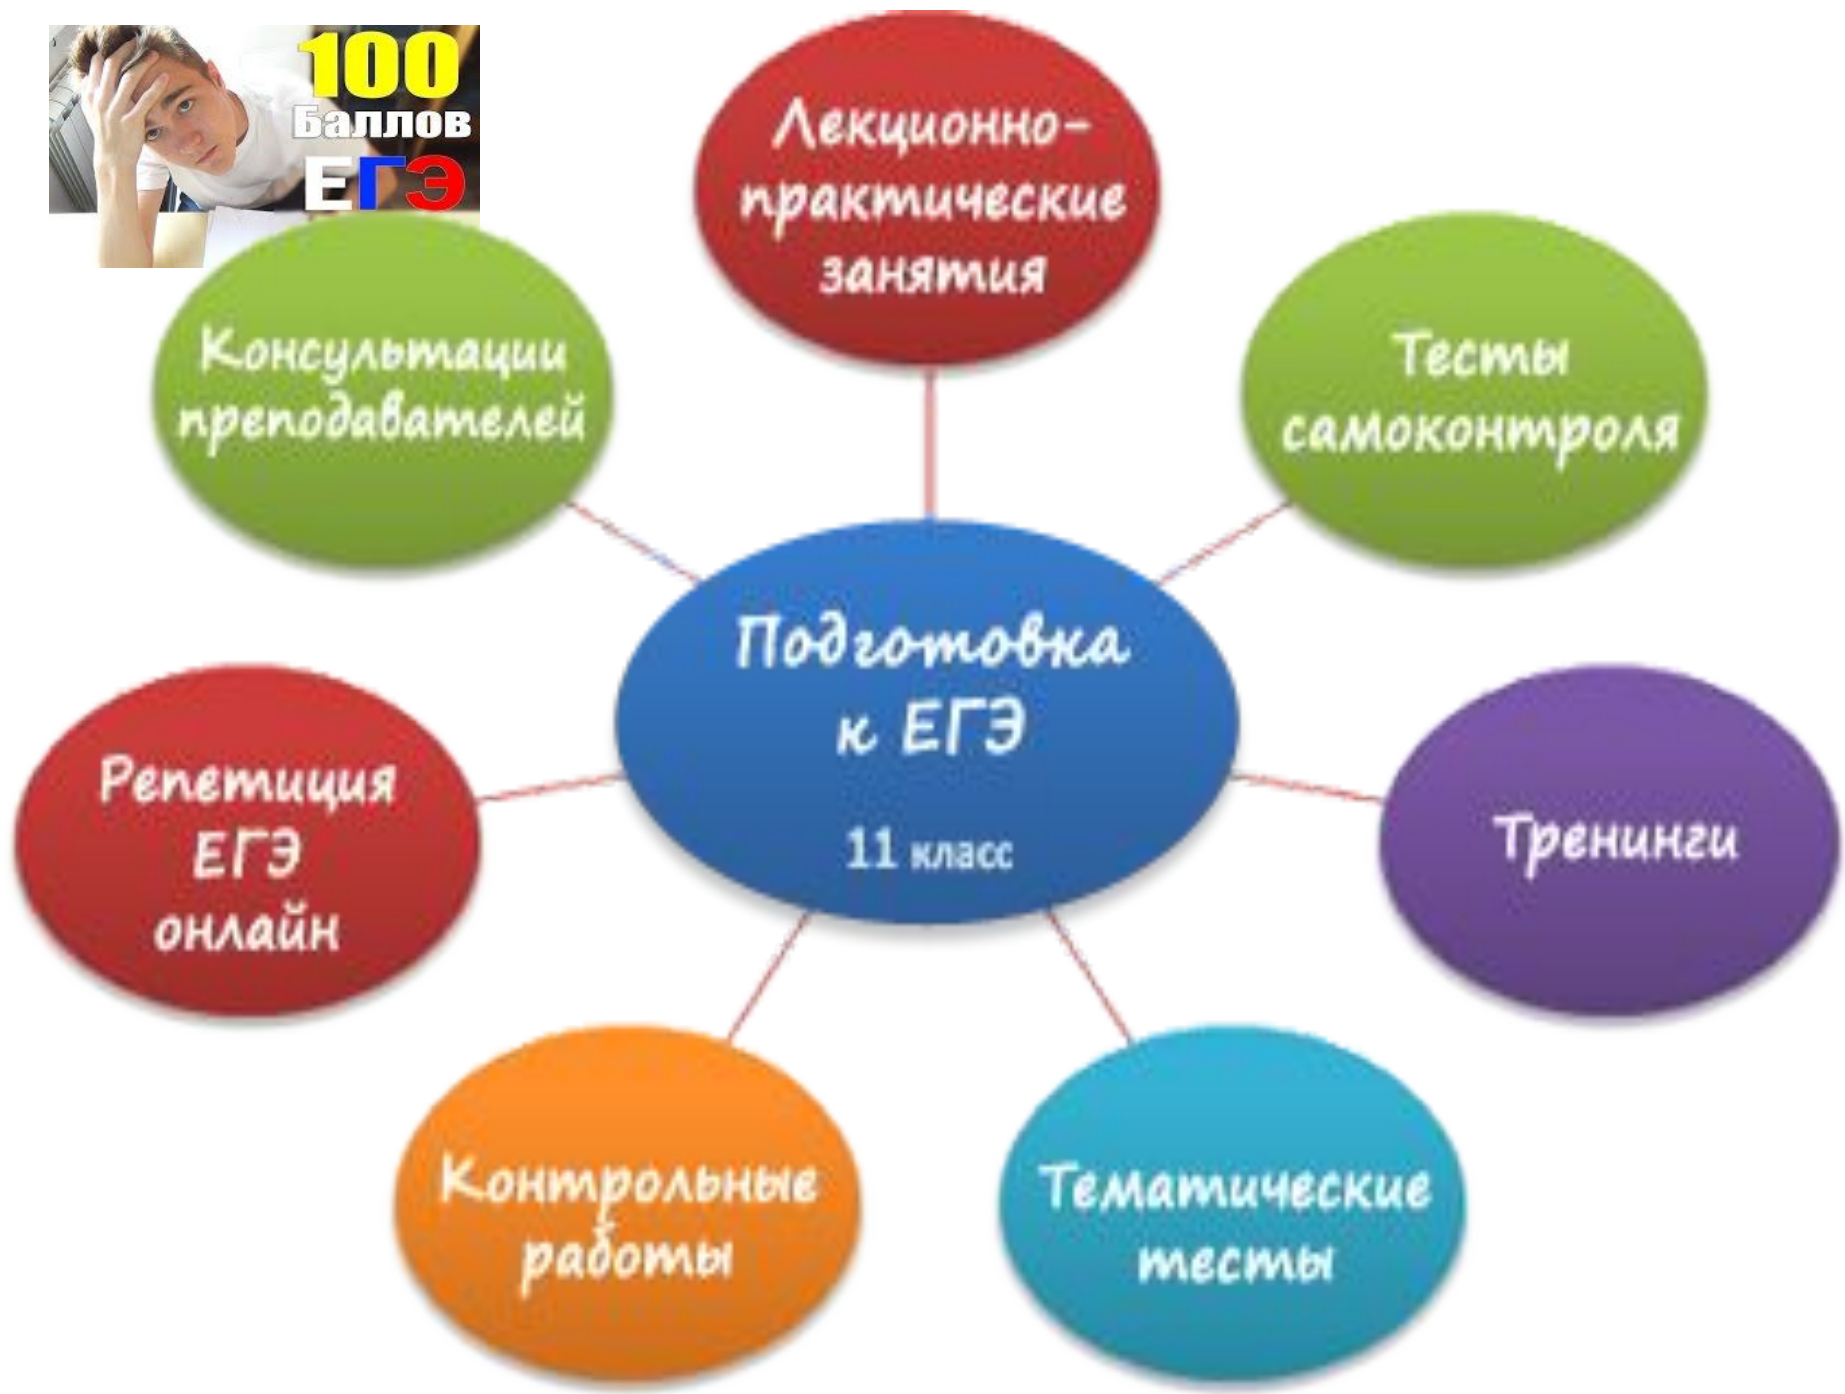 100
Баллов
ЕГЭ
Лекционно-
практические
занятия
Тесты
самоконтроля
Тренинги
Тематические
тесты
Контрольные
работы
Репетиция
ЕГЭ
онлайн
Консультации
преподавателей
Подготовка
к ЕГЭ
11 класс